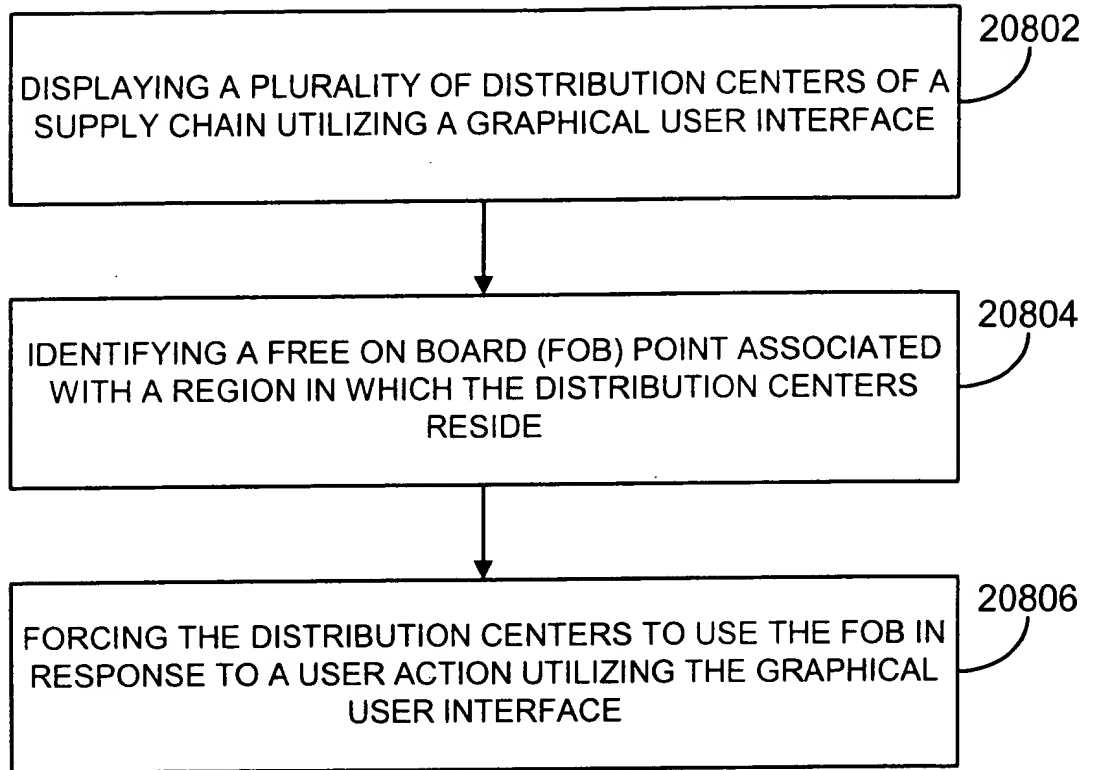 20802
DISPLAYING A PLURALITY OF DISTRIBUTION CENTERS OF A
SUPPLY CHAIN UTILIZING A GRAPHICAL USER INTERFACE
20804
IDENTIFYING A FREE ON BOARD (FOB) POINT ASSOCIATED
WITH A REGION IN WHICH THE DISTRIBUTION CENTERS
RESIDE
20806
FORCING THE DISTRIBUTION CENTERS TO USE THE FOB IN
RESPONSE TO A USER ACTION UTILIZING THE GRAPHICAL
USER INTERFACE